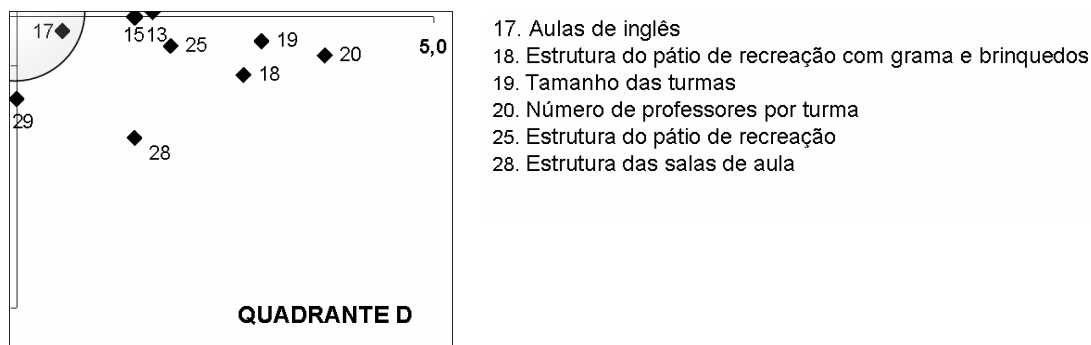 17
15 13
25
19
20
5,0
18
29
28
QUADRANTE D
17. Aulas de inglês
18. Estrutura do pátio de recreação com grama e brinquedos
19. Tamanho das turmas
20. Número de professores por turma
25. Estrutura do pátio de recreação
28. Estrutura das salas de aula